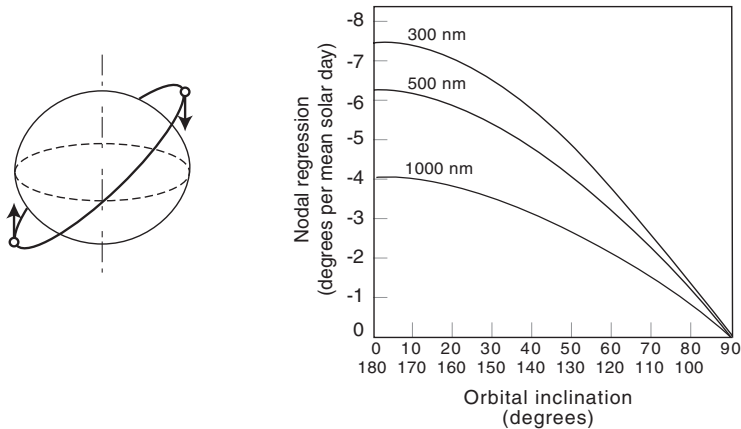 Nodal regression
(degrees per mean solar day)
-8
-7
-6
-5
-4
-3
-2
-1
0
300 nm
500 nm
1000 nm
0 10 20 30 40 50 60 70 80 90
180 170 160 150 140 130 120 110 100
Orbital inclination
(degrees)